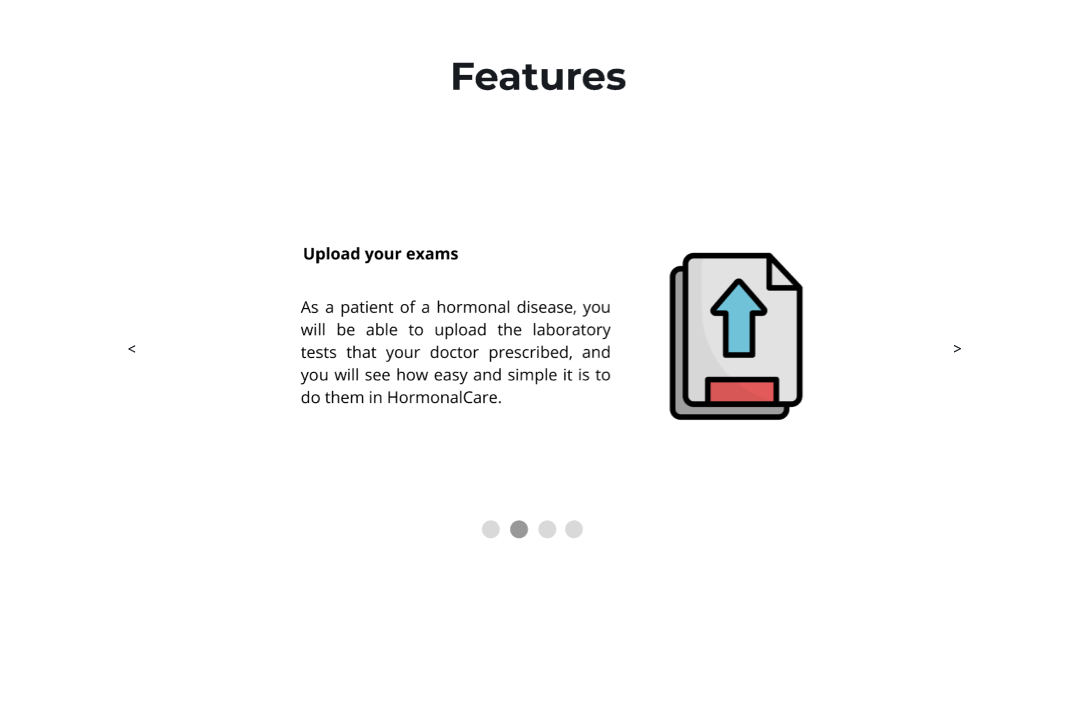 Features
Upload your exams
As a patient of a hormonal disease, you
will be able to upload the laboratory
tests that your doctor prescribed, and
you will see how easy and simple it is to
do them in HormonalCare.
<
>